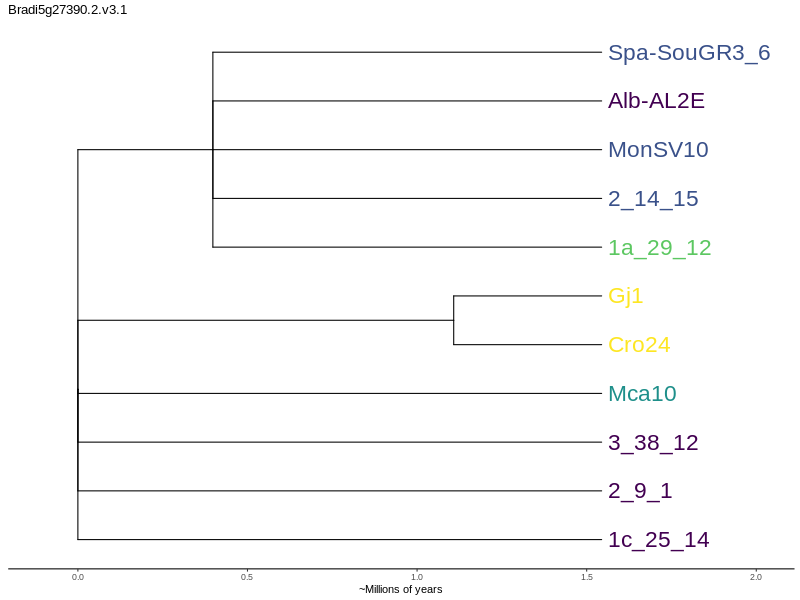 Bradi5g27390.2.v3.1
Spa-SouGR3_6
Alb-AL2E
MonSV10
2_14_15
1a_29_12
Gj1
Cro24
Mca10
3_38_12
2_9_1
1c_25_14
0.0 0.5 1.0 1.5 2.0
~Millions of years